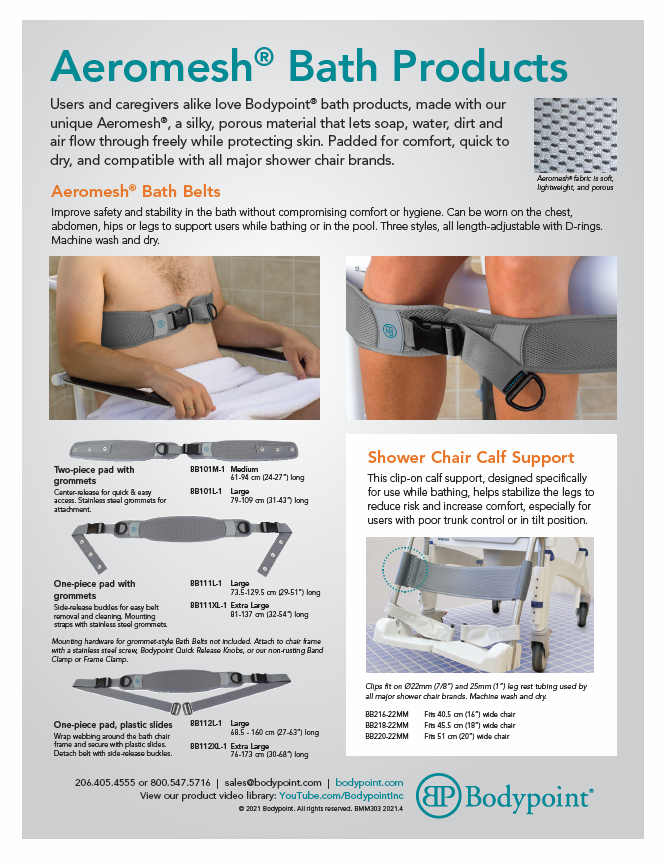 Aeromesh® Bath Products
Users and caregivers alike love Bodypoint® bath products, made with our
unique Aeromesh®, a silky, porous material that lets soap, water, dirt and
air flow through freely while protecting skin. Padded for comfort, quick to
dry, and compatible with all major shower chair brands.
Aeromesh® fabric is soft,
lightweight, and porous
Aeromesh® Bath Belts
Improve safety and stability in the bath without compromising comfort or hygiene. Can be worn on the chest,
abdomen, hips or legs to support users while bathing or in the pool. Three styles, all length-adjustable with D-rings.
Machine wash and dry.
Two-piece pad with
grommets
Center-release for quick & easy
access. Stainless steel grommets for
attachment.
BB101M-1 Medium
61-94 cm (24-27”) long
BB101L-1 Large
79-109 cm (31-43”) long
One-piece pad with
grommets
Side-release buckles for easy belt
removal and cleaning. Mounting
straps with stainless steel grommets.
BB111L-1 Large
73.5-129.5 cm (29-51”) long
BB111XL-1 Extra Large
81-137 cm (32-54”) long
Mounting hardware for grommet-style Bath Belts not included. Attach to chair frame
with a stainless steel screw, Bodypoint Quick Release Knobs, or our non-rusting Band
Clamp or Frame Clamp.
One-piece pad, plastic slides
Wrap webbing around the bath chair
frame and secure with plastic slides.
Detach belt with side-release buckles.
BB112L-1 Large
68.5 - 160 cm (27-63”) long
BB112XL-1 Extra Large
76-173 cm (30-68”) long
Shower Chair Calf Support
This clip-on calf support, designed specifically
for use while bathing, helps stabilize the legs to
reduce risk and increase comfort, especially for
users with poor trunk control or in tilt position.
Clips fit on Ø22mm (7/8”) and 25mm (1”) leg rest tubing used by
all major shower chair brands. Machine wash and dry.
BB216-22MM Fits 40.5 cm (16”) wide chair
BB218-22MM Fits 45.5 cm (18”) wide chair
BB220-22MM Fits 51 cm (20”) wide chair
206.405.4555 or 800.547.5716 | sales@bodypoint.com | bodypoint.com
View our product video library: YouTube.com/BodypointInc
© 2021 Bodypoint. All rights reserved. BMM303 2021.4
BP Bodypoint®